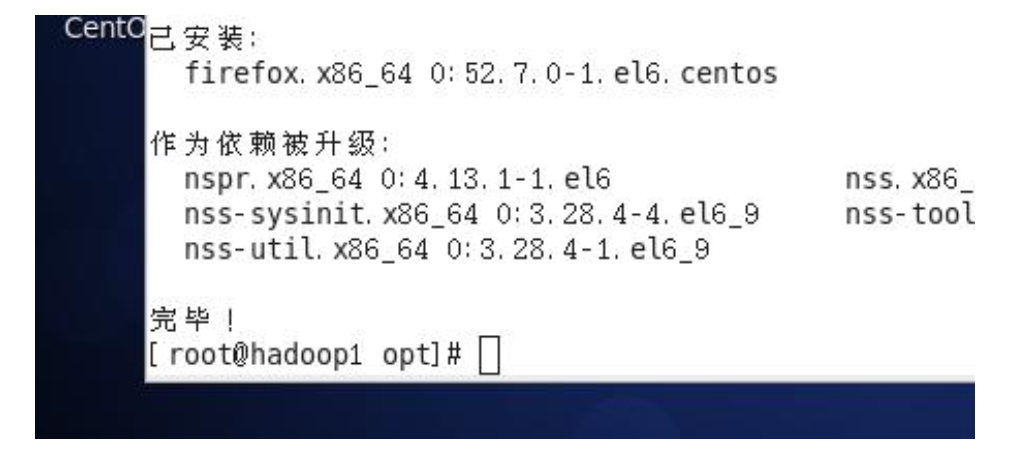 CentO
已安装:
firefox.x86_64 0:52.7.0-1.el6.centos
作为依赖被升级:
nspr.x86_64 0:4.13.1-1.el6 nss.x86_
nss-sysinit.x86_64 0:3.28.4-4.el6_9 nss-tool
nss-util.x86_64 0:3.28.4-1.el6_9
完毕!
[root@hadoop1 opt]#